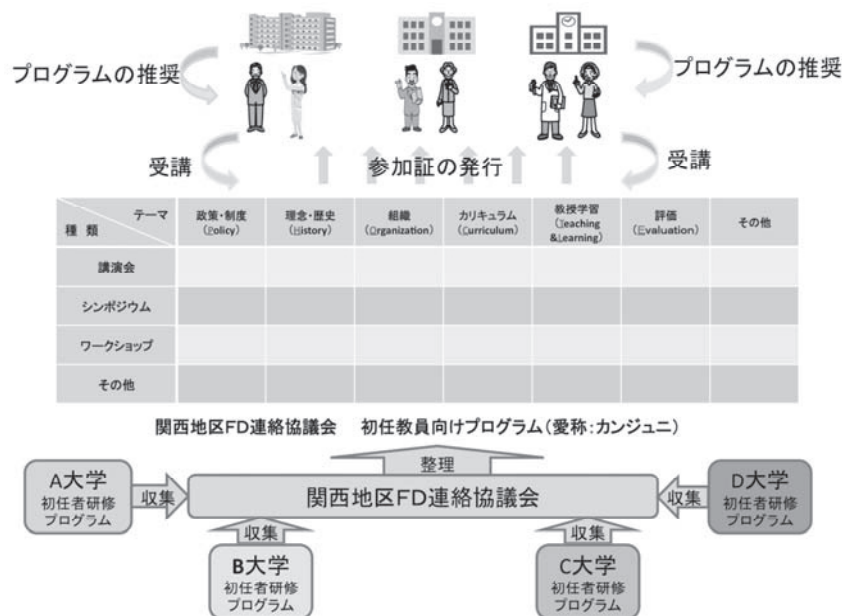 プログラムの推奨
プログラムの推奨
受講
参加証の発行
受講
テーマ
種 類
政策・制度
(Policy)
理念・歴史
(History)
組織
(Organization)
カリキュラム
(Curriculum)
教授学習
(Teaching
&Learning)
評価
(Evaluation)
その他
講演会
シンポジウム
ワークショップ
その他
関西地区FD連絡協議会 初任教員向けプログラム(愛称:カンジュニ)
整理
関西地区FD連絡協議会
A大学
初任者研修
プログラム
収集
収集
D大学
初任者研修
プログラム
収集
B大学
初任者研修
プログラム
収集
C大学
初任者研修
プログラム